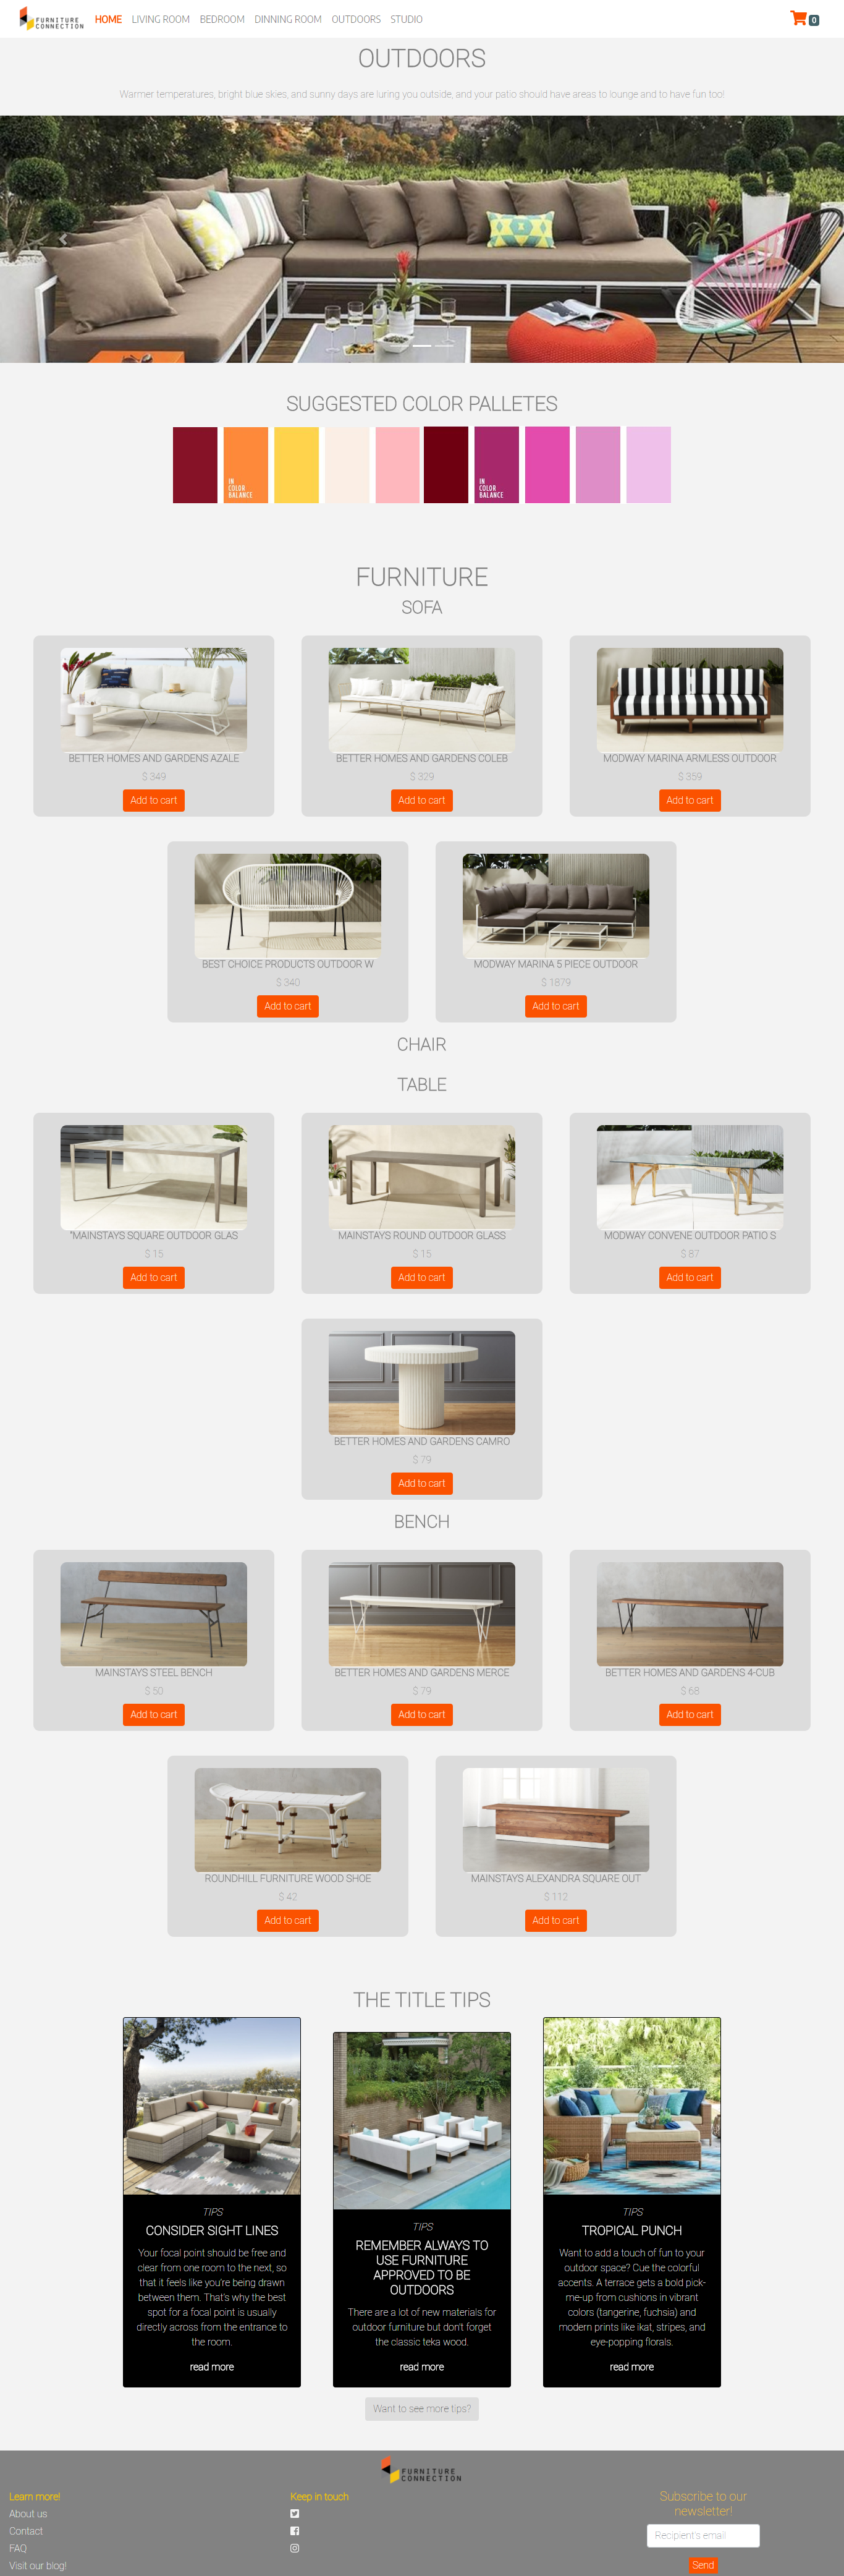 FURNITURE
CONNECTION
HOME LIVING ROOM BEDROOM DINNING ROOM OUTDOORS STUDIO 0
OUTDOORS
Warmer temperatures, bright blue skies, and sunny days are luring you outside, and your patio should have areas to lounge and to have fun too!
SUGGESTED COLOR PALLETES
IN
COLOR
BALANCE
IN
COLOR
BALANCE
FURNITURE
SOFA
BETTER HOMES AND GARDENS AZALE
$ 349
Add to cart
BETTER HOMES AND GARDENS COLEB
$ 329
Add to cart
MODWAY MARINA ARMLESS OUTDOOR
$ 359
Add to cart
BEST CHOICE PRODUCTS OUTDOOR W
$ 340
Add to cart
MODWAY MARINA 5 PIECE OUTDOOR
$ 1879
Add to cart
CHAIR
TABLE
"MAINSTAYS SQUARE OUTDOOR GLAS
$ 15
Add to cart
MAINSTAYS ROUND OUTDOOR GLASS
$ 15
Add to cart
MODWAY CONVENE OUTDOOR PATIO S
$ 87
Add to cart
BETTER HOMES AND GARDENS CAMRO
$ 79
Add to cart
BENCH
MAINSTAYS STEEL BENCH
$ 50
Add to cart
BETTER HOMES AND GARDENS MERCE
$ 79
Add to cart
BETTER HOMES AND GARDENS 4-CUB
$ 68
Add to cart
ROUNDHILL FURNITURE WOOD SHOE
$ 42
Add to cart
MAINSTAYS ALEXANDRA SQUARE OUT
$ 112
Add to cart
THE TITLE TIPS
TIPS
CONSIDER SIGHT LINES
Your focal point should be free and
clear from one room to the next, so
that it feels like you're being drawn
between them. That's why the best
spot for a focal point is usually
directly across from the entrance to
the room.
read more
TIPS
REMEMBER ALWAYS TO
USE FURNITURE
APPROVED TO BE
OUTDOORS
There are a lot of new materials for
outdoor furniture but don't forget
the classic teka wood.
read more
TIPS
TROPICAL PUNCH
Want to add a touch of fun to your
outdoor space? Cue the colorful
accents. A terrace gets a bold pick-
me-up from cushions in vibrant
colors (tangerine, fuchsia) and
modern prints like ikat, stripes, and
eye-popping florals.
read more
Want to see more tips?
FURNITURE
CONNECTION
Learn more!
About us
Contact
FAQ
Visit our blog!
Keep in touch
Subscribe to our
newsletter!
Recipient's email
Send